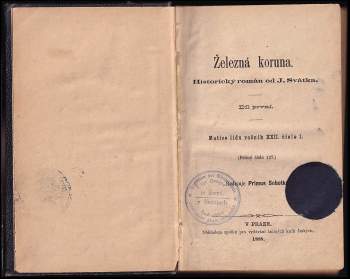 Železná koruna.
Historický román od J. Svátka.
Díl první.
Matice lidu ročník XXII. číslo 1.
(Běžné číslo 127.)
Rediguje Primus Sobotka
V PRAZE.
Nákladem spolku pro vydávání laciných knih českých.
1888.